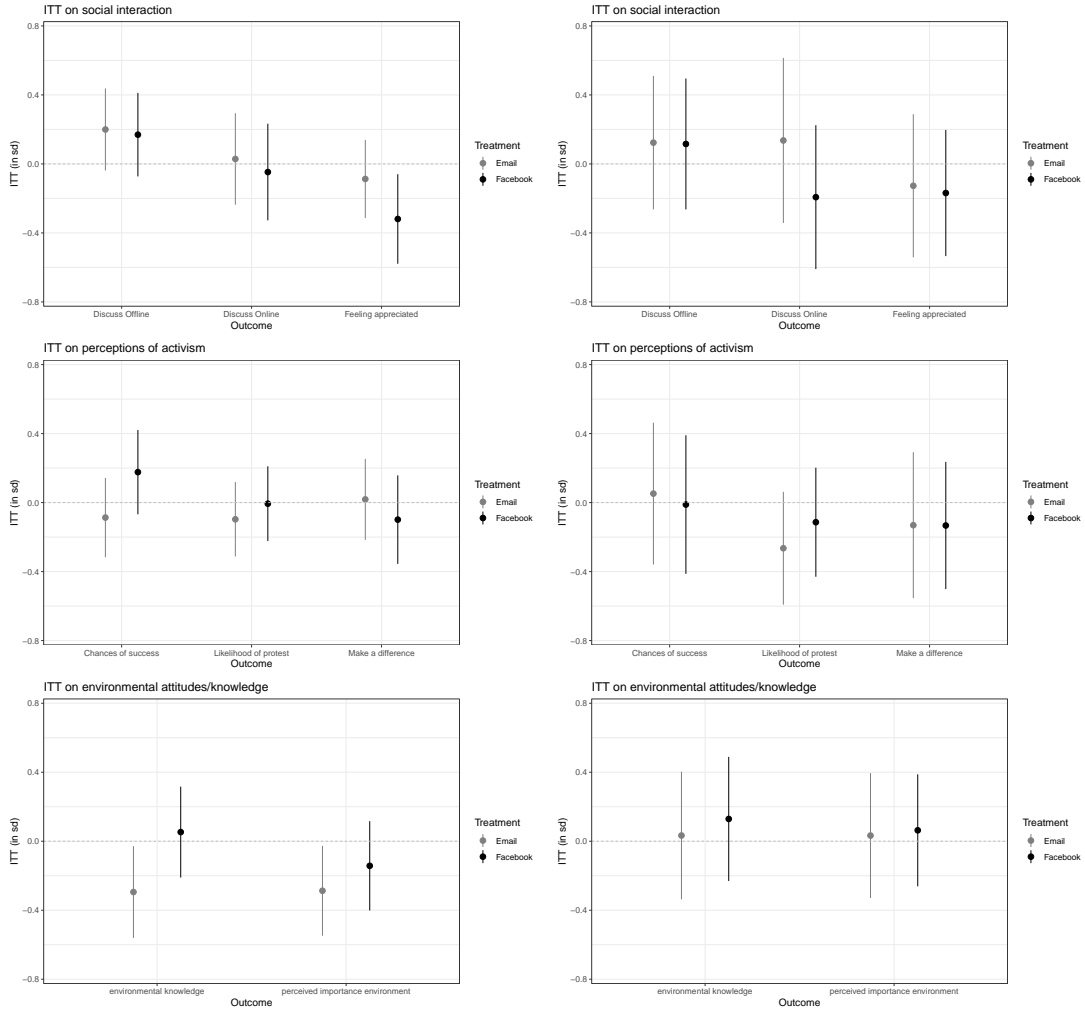 ITT on social interaction
0.8
0.4
0.0
−0.4
−0.8
ITT (in sd)
Discuss Offline
Discuss Online
Feeling appreciated
Outcome
Treatment
Email
Facebook
ITT on social interaction
0.8
0.4
0.0
−0.4
−0.8
ITT (in sd)
Discuss Offline
Discuss Online
Feeling appreciated
Outcome
Treatment
Email
Facebook
ITT on perceptions of activism
0.8
0.4
0.0
−0.4
−0.8
ITT (in sd)
Chances of success
Likelihood of protest
Make a difference
Outcome
Treatment
Email
Facebook
ITT on perceptions of activism
0.8
0.4
0.0
−0.4
−0.8
ITT (in sd)
Chances of success
Likelihood of protest
Make a difference
Outcome
Treatment
Email
Facebook
ITT on environmental attitudes/knowledge
0.8
0.4
0.0
−0.4
−0.8
ITT (in sd)
environmental knowledge
perceived importance environment
Outcome
Treatment
Email
Facebook
ITT on environmental attitudes/knowledge
0.8
0.4
0.0
−0.4
−0.8
ITT (in sd)
environmental knowledge
perceived importance environment
Outcome
Treatment
Email
Facebook